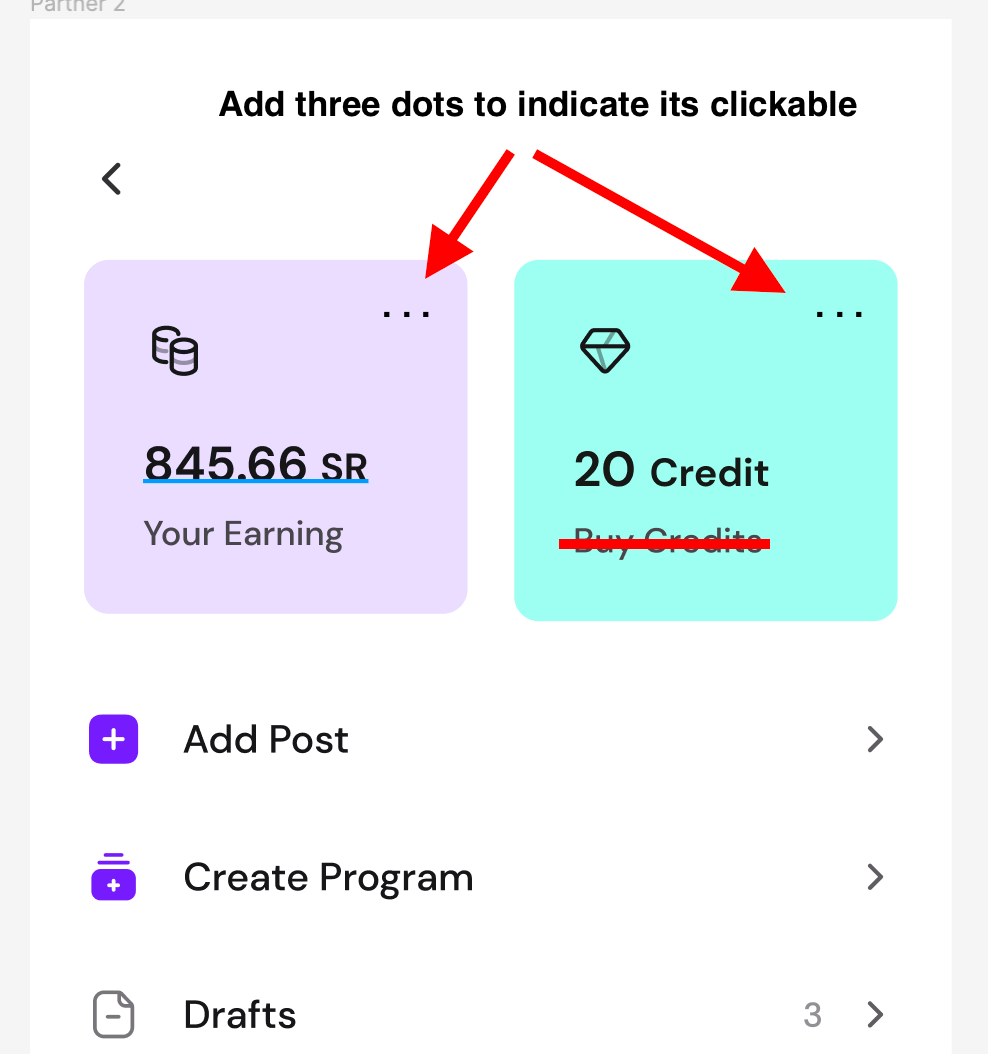 Partner 2
Add three dots to indicate its clickable
...
...
845.66 SR
20 Credit
Your Earning
Buy Credits
Add Post
Create Program
Drafts
3